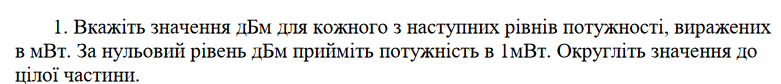 1. Вкажіть значення дБм для кожного з наступних рівнів потужності, виражених
в мВт. За нульовий рівень дБм прийміть потужність в 1мВт. Округліть значення до
цілої частини.